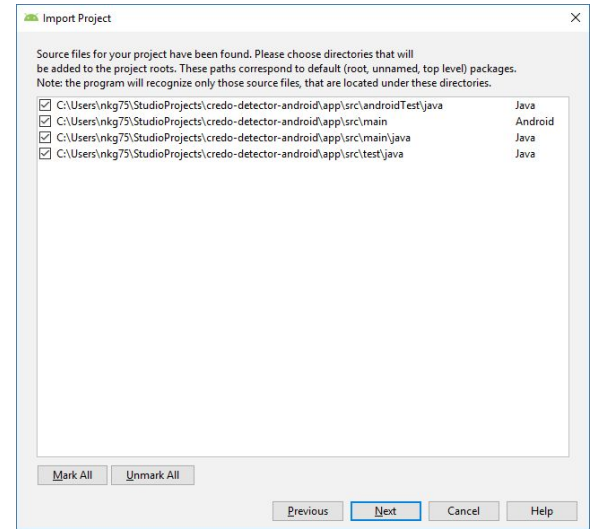 Import Project
Source files for your project have been found. Please choose directories that will
be added to the project roots. These paths correspond to default (root, unnamed, top level) packages.
Note: the program will recognize only those source files, that are located under these directories.
C:\Users\nkg75\StudioProjects\credo-detector-android\app\src\androidTest\java Java
C:\Users\nkg75\StudioProjects\credo-detector-android\app\src\main Android
C:\Users\nkg75\StudioProjects\credo-detector-android\app\src\main\java Java
C:\Users\nkg75\StudioProjects\credo-detector-android\app\src\test\java Java
Mark All Unmark All
Previous Next Cancel Help